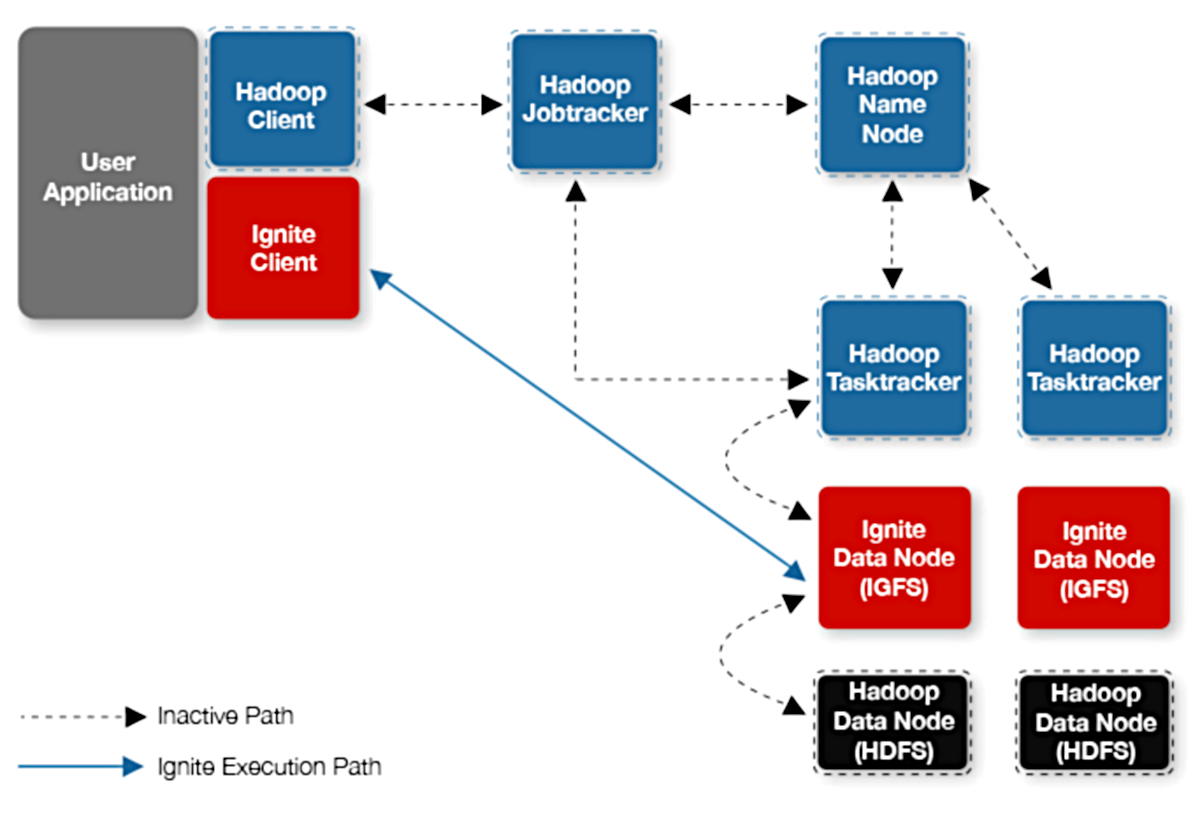 User
Application
Hadoop
Client
Ignite
Client
Hadoop
Jobtracker
Hadoop
Name
Node
Hadoop
Tasktracker
Hadoop
Tasktracker
Ignite
Data Node
(IGFS)
Ignite
Data Node
(IGFS)
Hadoop
Data Node
(HDFS)
Hadoop
Data Node
(HDFS)
Inactive Path
Ignite Execution Path